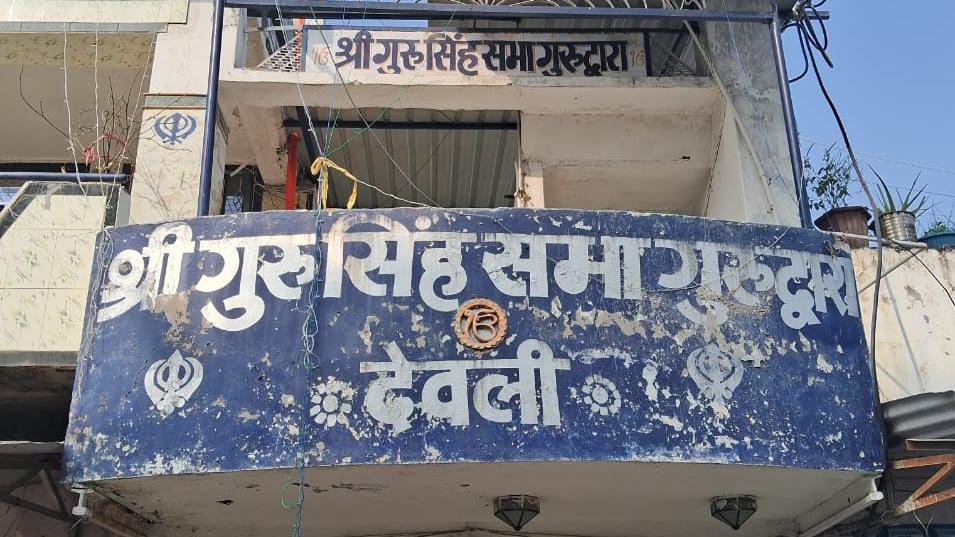 ੴ श्री गुरु सिंह सभा गुरुद्वारा ੴ
श्री गुरु सिंह सभा गुरुद्वारा
ੴ
देवली